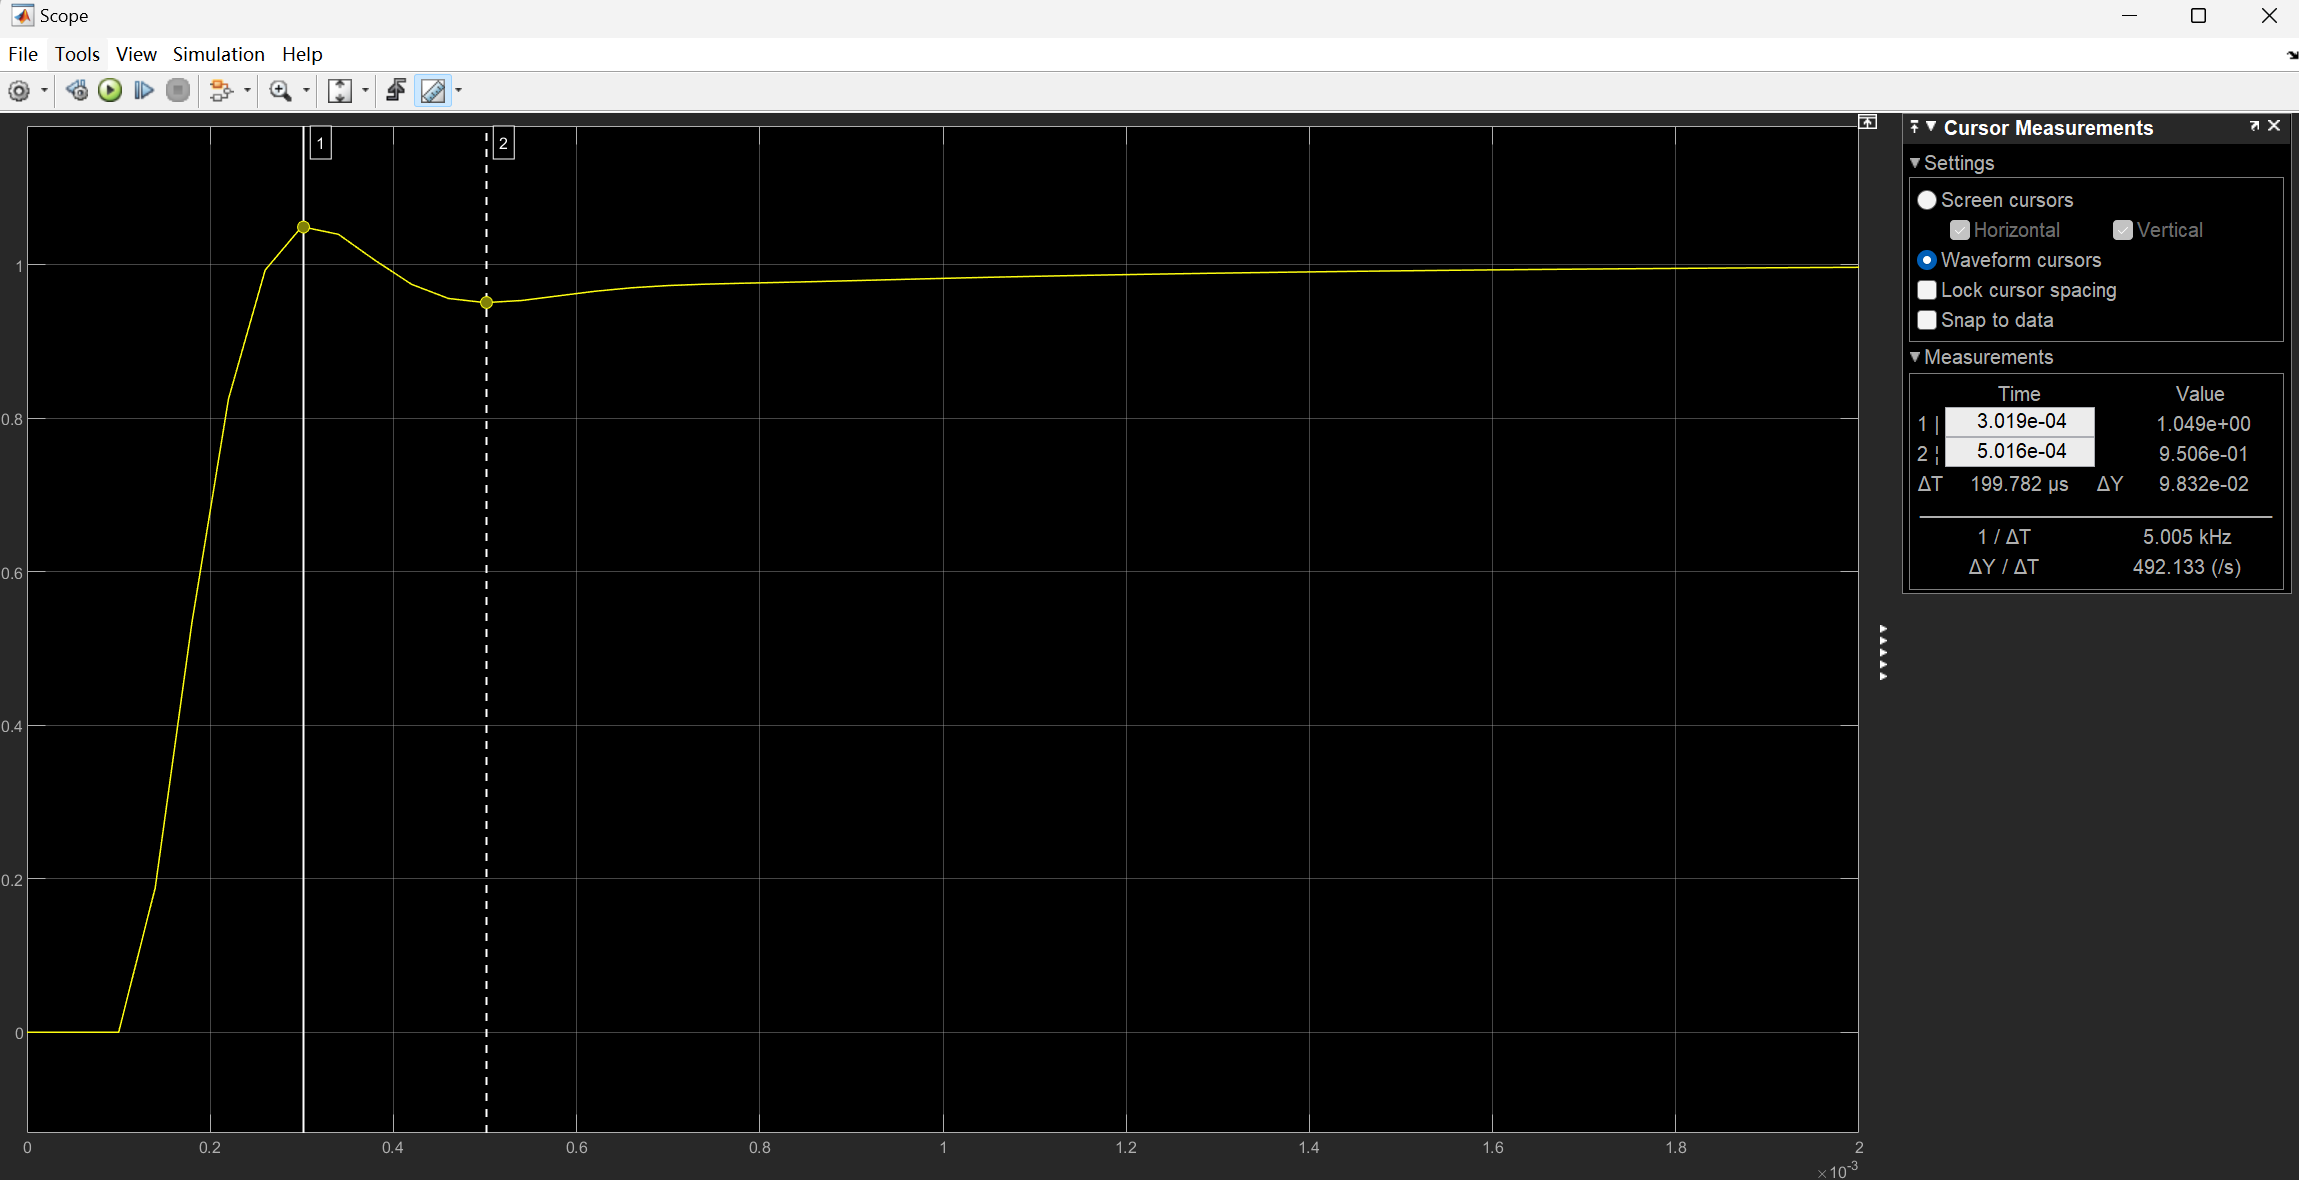 Scope
File Tools View Simulation Help
1 2
Cursor Measurements
Settings
Screen cursors
Horizontal Vertical
Waveform cursors
Lock cursor spacing
Snap to data
Measurements
Time Value
1 | 3.019e-04 1.049e+00
2 ¦ 5.016e-04 9.506e-01
ΔT 199.782 µs ΔY 9.832e-02
1 / ΔT 5.005 kHz
ΔY / ΔT 492.133 (/s)
1
0.8
0.6
0.4
0.2
0
0 0.2 0.4 0.6 0.8 1 1.2 1.4 1.6 1.8 2
×10⁻³